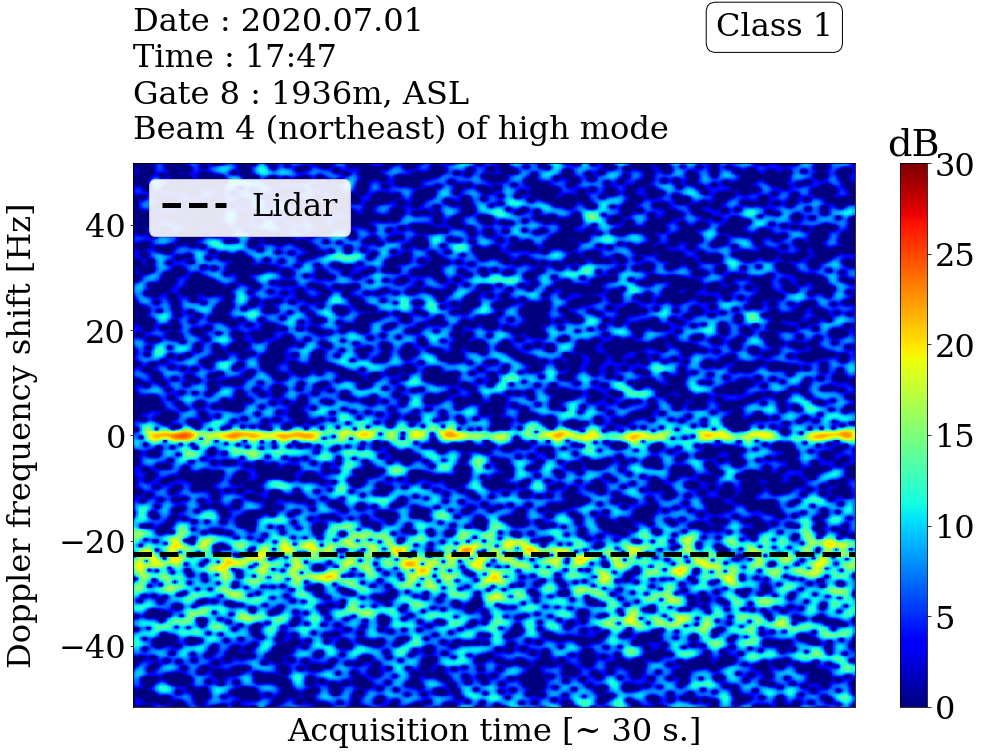 Date : 2020.07.01
Time : 17:47
Gate 8 : 1936m, ASL
Beam 4 (northeast) of high mode
Class 1
dB
Lidar
Doppler frequency shift [Hz]
40
20
0
−20
−40
30
25
20
15
10
5
0
Acquisition time [~ 30 s.]